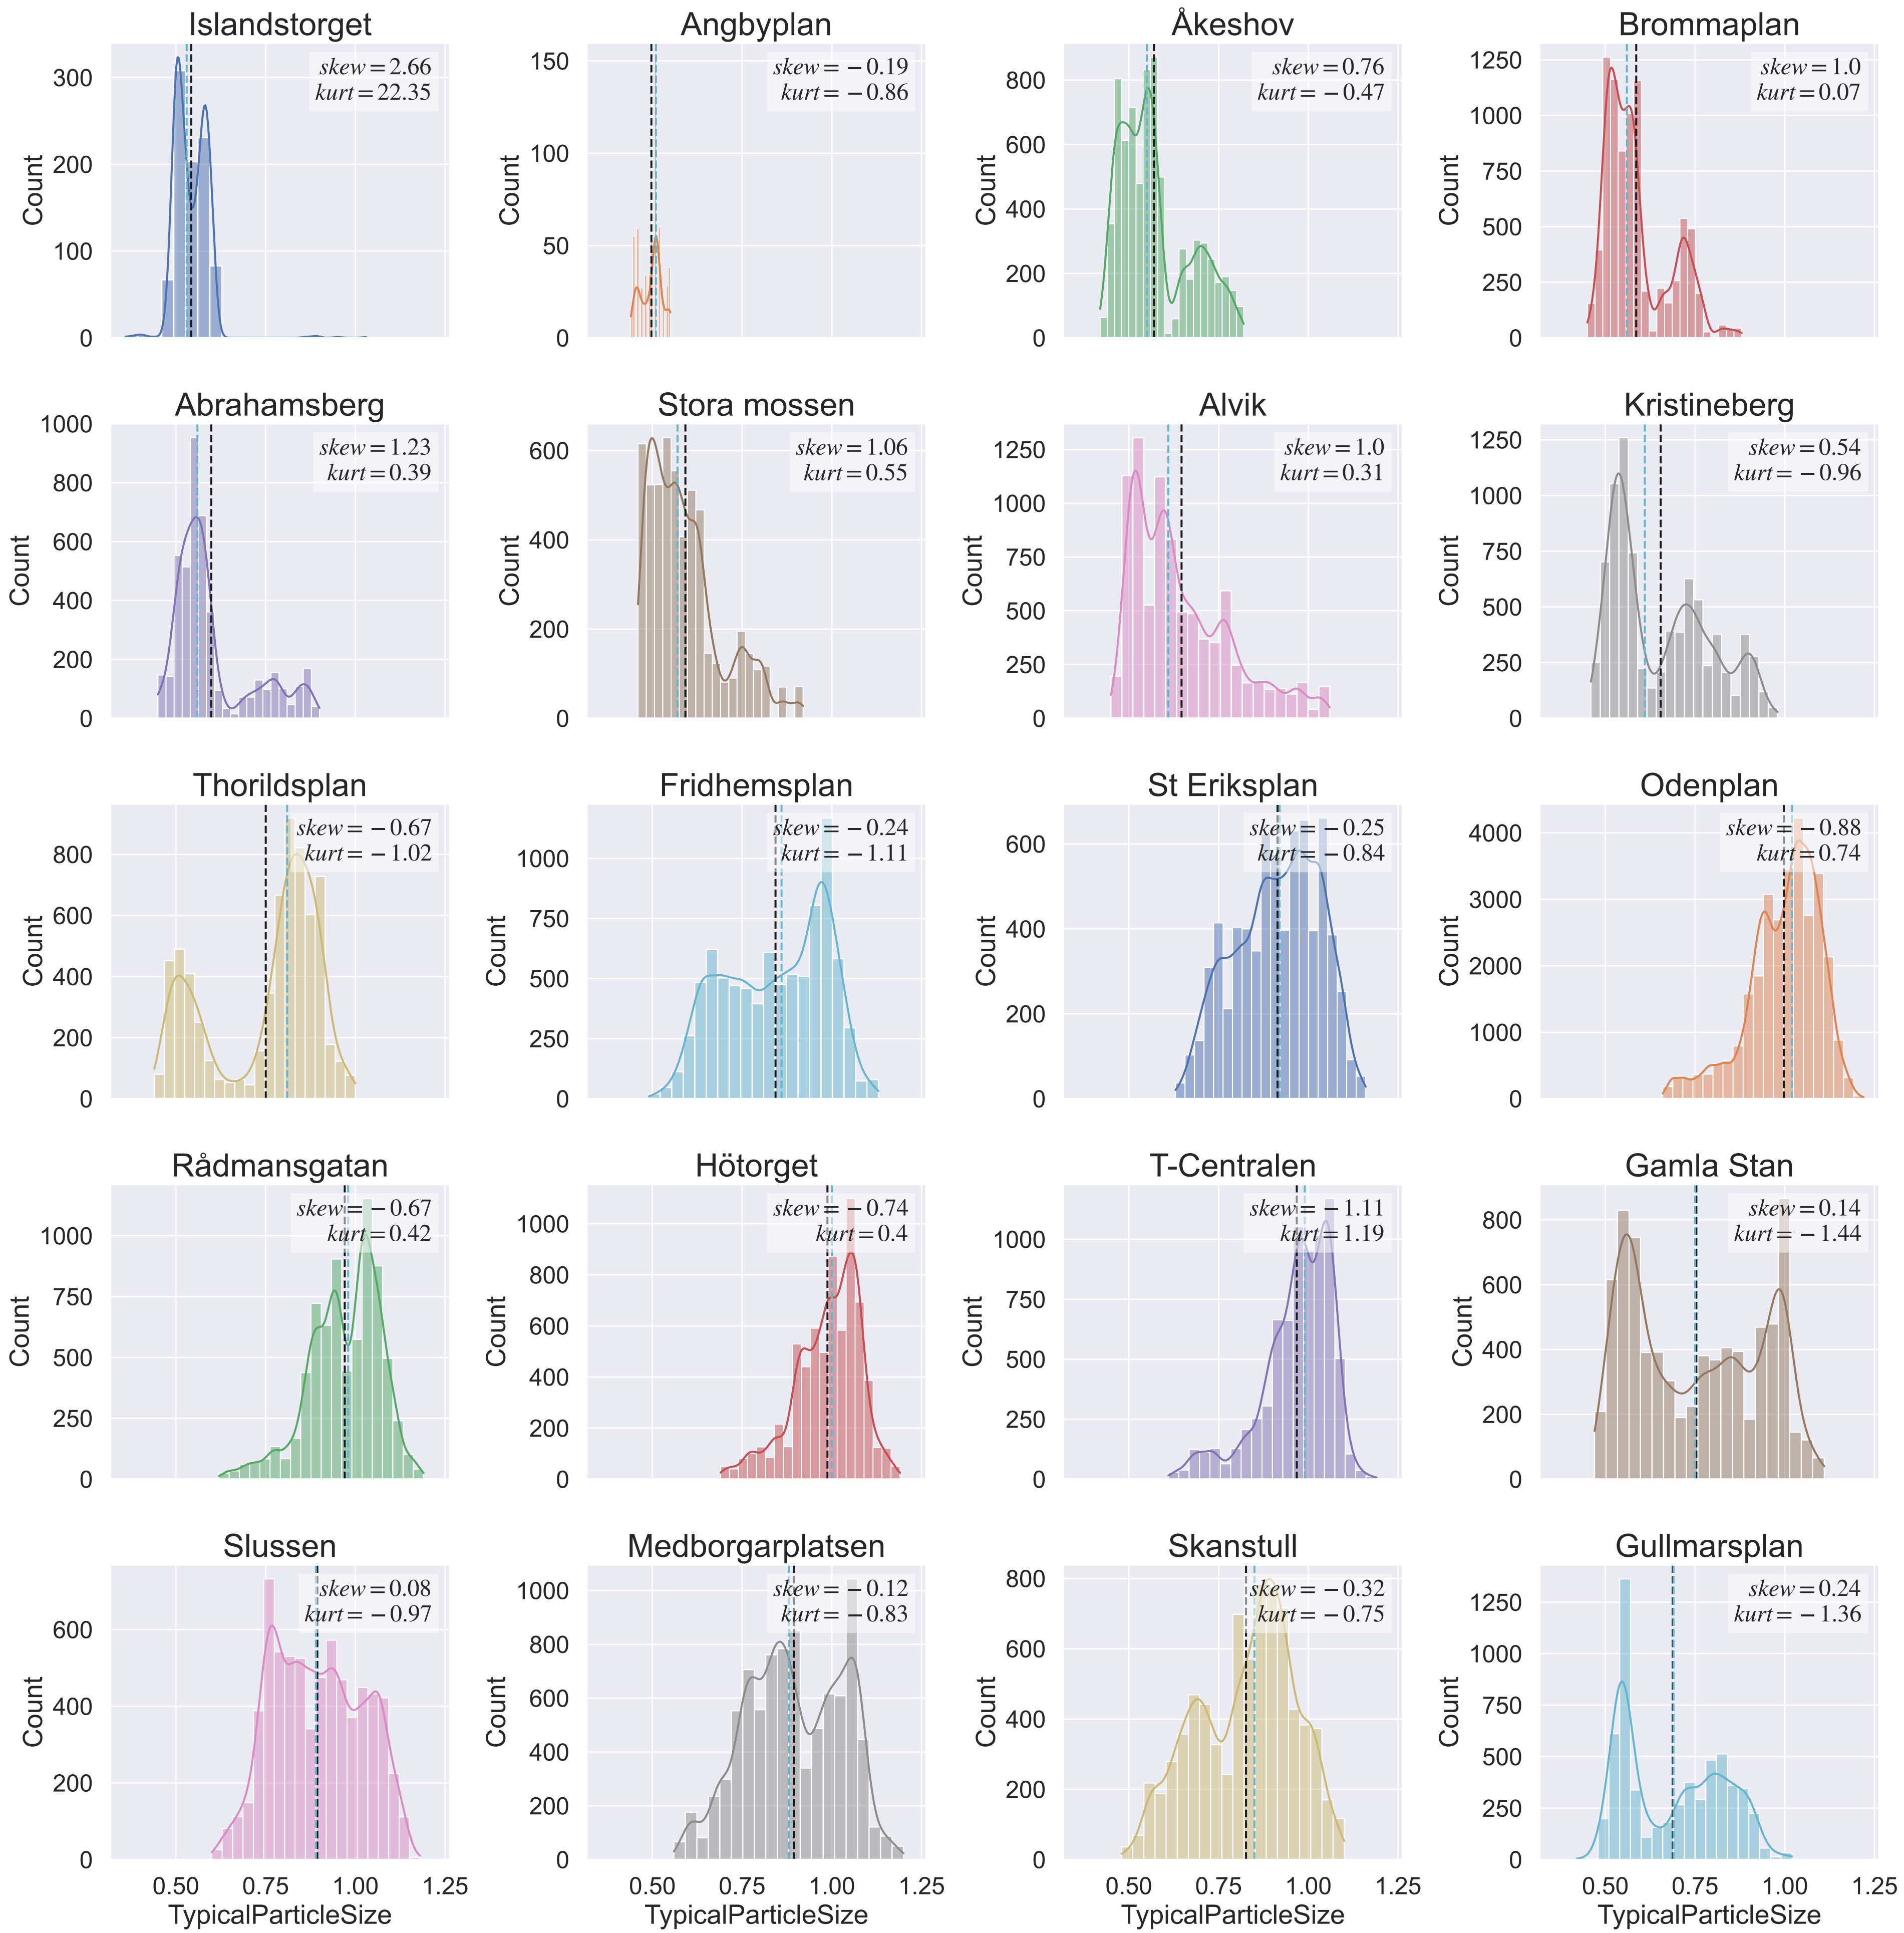 Islandstorget
Angbyplan
Åkeshov
Brommaplan
skew = 2.66
kurt = 22.35
skew = −0.19
kurt = −0.86
skew = 0.76
kurt = −0.47
skew = 1.0
kurt = 0.07
Count
300
200
100
0
Count
150
100
50
0
Count
800
600
400
200
0
Count
1250
1000
750
500
250
0
Abrahamsberg
Stora mossen
Alvik
Kristineberg
skew = 1.23
kurt = 0.39
skew = 1.06
kurt = 0.55
skew = 1.0
kurt = 0.31
skew = 0.54
kurt = −0.96
Count
1000
800
600
400
200
0
Count
600
400
200
0
Count
1250
1000
750
500
250
0
Count
1250
1000
750
500
250
0
Thorildsplan
Fridhemsplan
St Eriksplan
Odenplan
skew = −0.67
kurt = −1.02
skew = −0.24
kurt = −1.11
skew = −0.25
kurt = −0.84
skew = −0.88
kurt = 0.74
Count
800
600
400
200
0
Count
1000
750
500
250
0
Count
600
400
200
0
Count
4000
3000
2000
1000
0
Rådmansgatan
Hötorget
T-Centralen
Gamla Stan
skew = −0.67
kurt = 0.42
skew = −0.74
kurt = 0.4
skew = −1.11
kurt = 1.19
skew = 0.14
kurt = −1.44
Count
1000
750
500
250
0
Count
1000
800
600
400
200
0
Count
1000
750
500
250
0
Count
800
600
400
200
0
Slussen
Medborgarplatsen
Skanstull
Gullmarsplan
skew = 0.08
kurt = −0.97
skew = −0.12
kurt = −0.83
skew = −0.32
kurt = −0.75
skew = 0.24
kurt = −1.36
Count
600
400
200
0
Count
1000
800
600
400
200
0
Count
800
600
400
200
0
Count
1250
1000
750
500
250
0
0.50 0.75 1.00 1.25
0.50 0.75 1.00 1.25
0.50 0.75 1.00 1.25
0.50 0.75 1.00 1.25
TypicalParticleSize
TypicalParticleSize
TypicalParticleSize
TypicalParticleSize